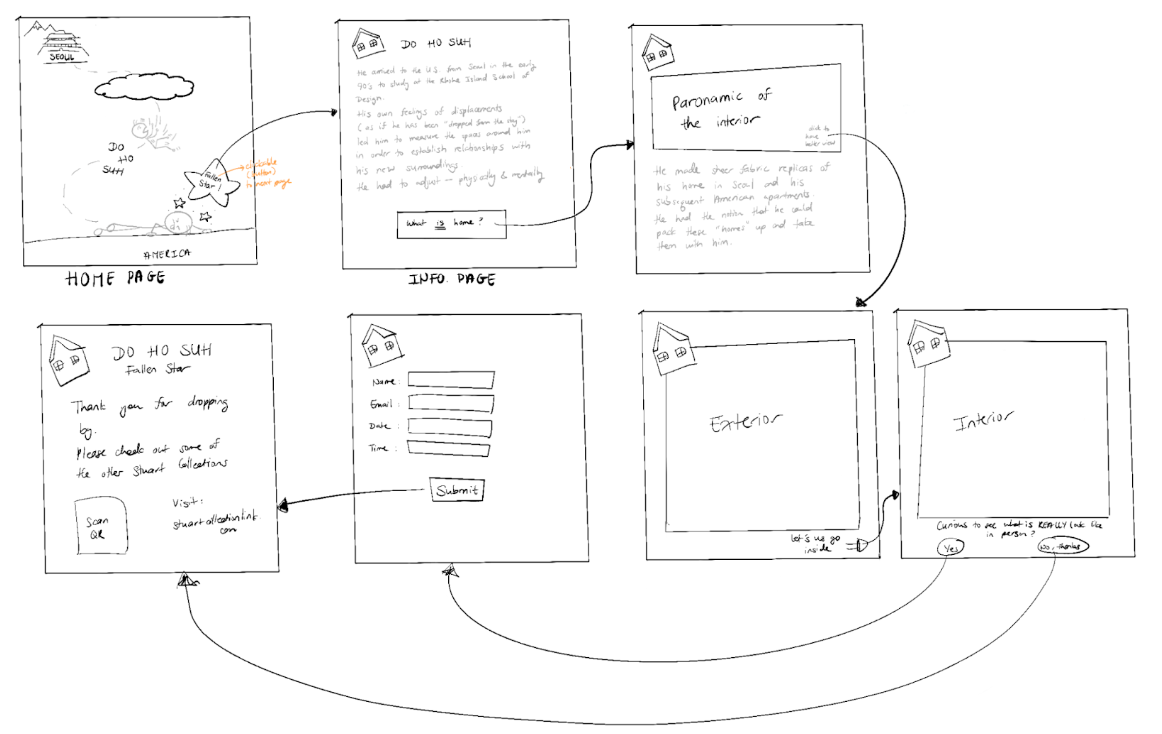 SEOUL
DO
HO
SUH
Fallen
Star!
clickable
(button)
to next page
AMERICA
HOME PAGE
DO HO SUH
He arrived to the U.S. from Seoul in the early
90's to study at the Rhode Island School of
Design.
His own feelings of displacements
(as if he has been "dropped from the sky")
led him to measure the spaces around him
in order to establish relationships with
his new surroundings
He had to adjust — physically & mentally
What is home?
INFO. PAGE
Paronamic of
the interior
click to
have
better view
He made sheer fabric replicas of
his home in Seoul and his
subsequent American apartments
He had the notion that he could
pack these "homes" up and take
them with him.
DO HO SUH
Fallen Star
Thank you for dropping
by.
Please check out some of
the other Stuart Collections
Scan
QR
Visit:
stuartcollectionlink.
com
Name:
Email:
Date:
Time:
Submit
Exterior
Let's us go
inside
Interior
Curious to see what is REALLY look like
in person?
Yes
No, thanks